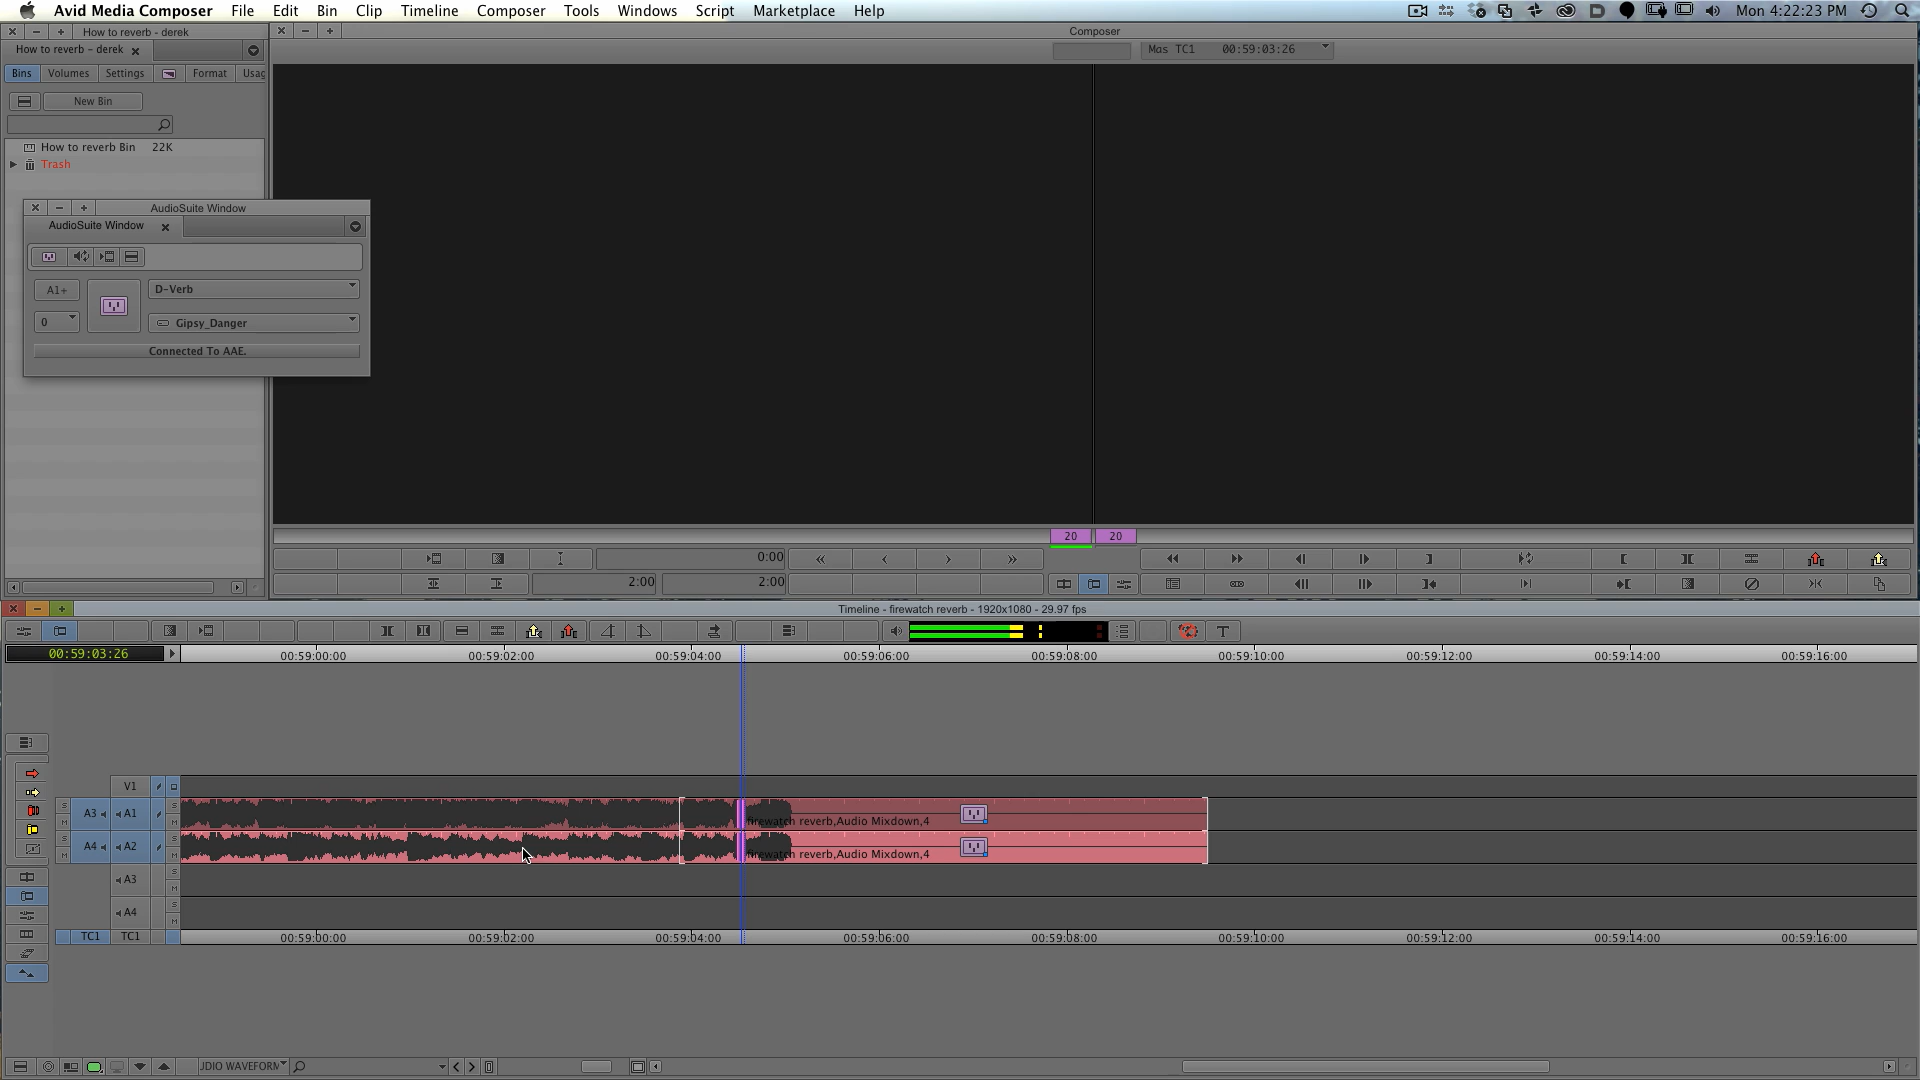 Avid Media Composer File Edit Bin Clip Timeline Composer Tools Windows Script Marketplace Help Mon 4:22:23 PM
How to reverb - derek
Composer
How to reverb - derek
Mas TC1 00:59:03:26
Bins Volumes Settings Format Usag
New Bin
How to reverb Bin 22K
Trash
AudioSuite Window
AudioSuite Window
A1+ D-Verb
0 Gipsy_Danger
Connected To AAE.
20 20
0:00
2:00 2:00
Timeline - firewatch reverb - 1920x1080 - 29.97 fps
T
00:59:03:26 00:59:00:00 00:59:02:00 00:59:04:00 00:59:06:00 00:59:08:00 00:59:10:00 00:59:12:00 00:59:14:00 00:59:16:00
V1
S
A3 A1 firewatch reverb,Audio Mixdown,4
M
S
A4 A2 firewatch reverb,Audio Mixdown,4
M
S
A3
M
S
A4
M
TC1 TC1 00:59:00:00 00:59:02:00 00:59:04:00 00:59:06:00 00:59:08:00 00:59:10:00 00:59:12:00 00:59:14:00 00:59:16:00
JDIO WAVEFORM